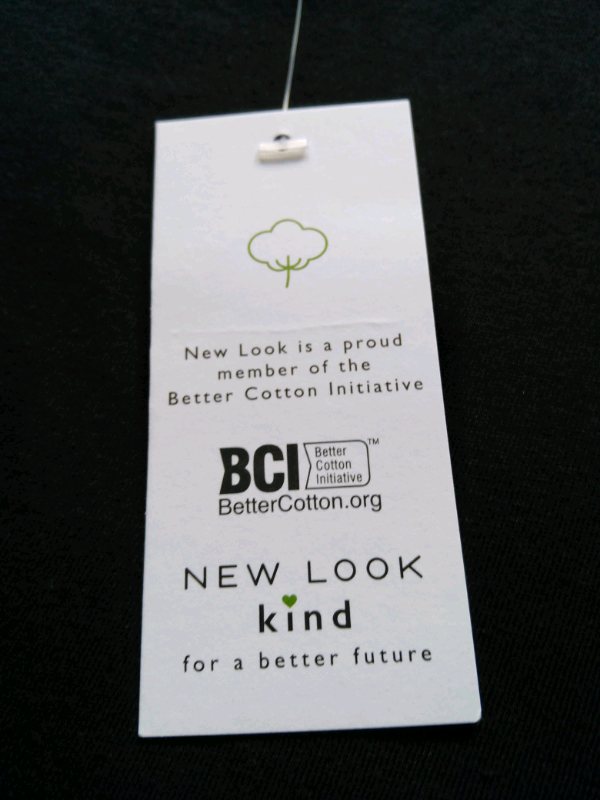 New Look is a proud
member of the
Better Cotton Initiative
BCI Better
Cotton
Initiative ™
BetterCotton.org
NEW LOOK
kind
for a better future